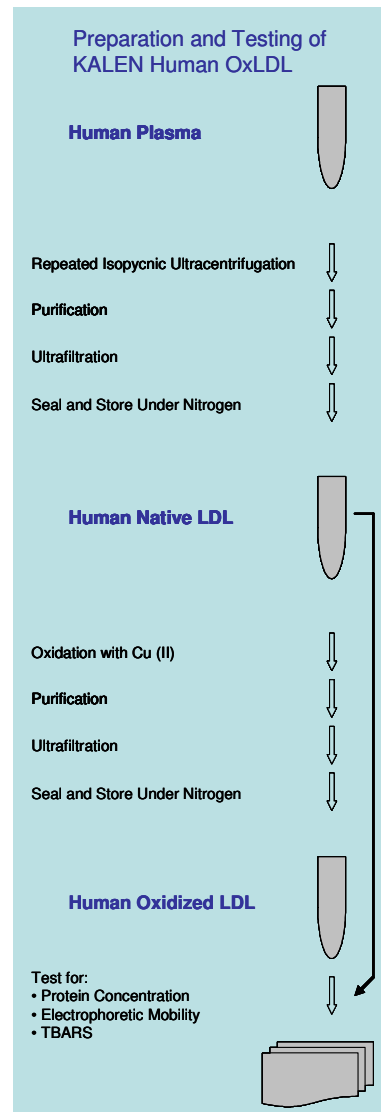 Preparation and Testing of
KALEN Human OxLDL
Human Plasma
Repeated Isopycnic Ultracentrifugation
Purification
Ultrafiltration
Seal and Store Under Nitrogen
Human Native LDL
Oxidation with Cu (II)
Purification
Ultrafiltration
Seal and Store Under Nitrogen
Human Oxidized LDL
Test for:
• Protein Concentration
• Electrophoretic Mobility
• TBARS